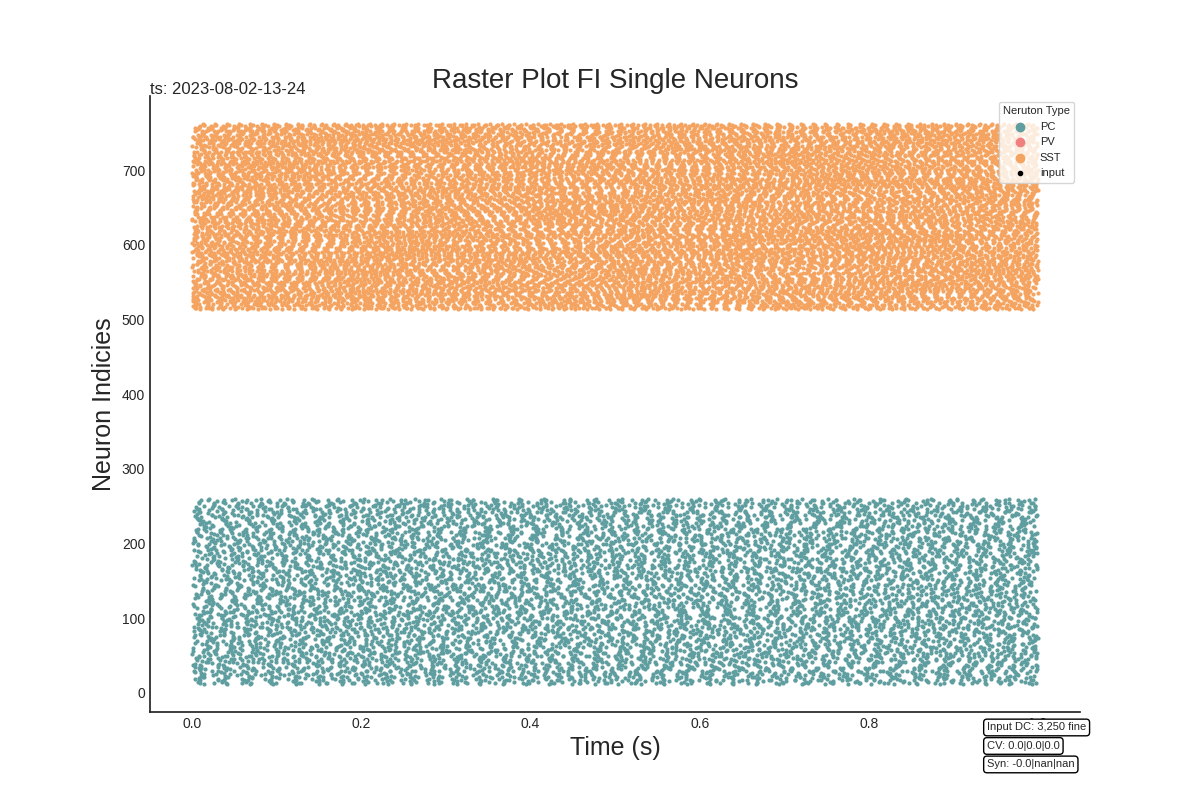 Raster Plot FI Single Neurons
ts: 2023-08-02-13-24
Neruton Type
PC
PV
SST
input
Neuron Indicies
700
600
500
400
300
200
100
0
0.0
0.2
0.4
0.6
0.8
Time (s)
Input DC: 3,250 fine
CV: 0.0|0.0|0.0
Syn: -0.0|nan|nan